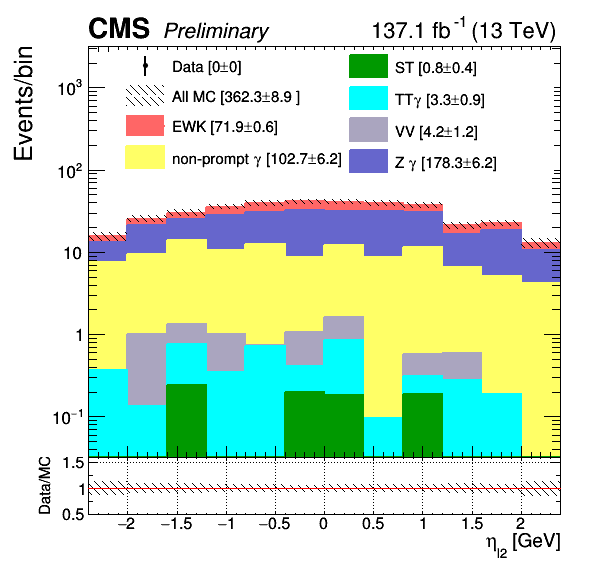 CMS Preliminary 137.1 fb⁻¹ (13 TeV)
Events/bin
Data [0±0]
All MC [362.3±8.9 ]
EWK [71.9±0.6]
non-prompt γ [102.7±6.2]
ST [0.8±0.4]
TTγ [3.3±0.9]
VV [4.2±1.2]
Z γ [178.3±6.2]
10³
10²
10
1
10⁻¹
Data/MC
1.5
1
0.5
−2 −1.5 −1 −0.5 0 0.5 1 1.5 2
η_l2 [GeV]